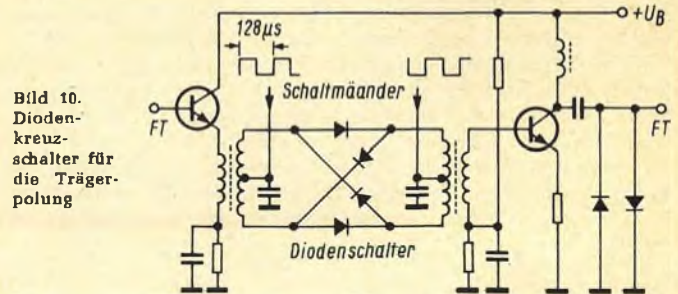 Bild 10.
Dioden-
kreuz-
schalter für
die Träger-
polung
128µs
+U_B
Schaltmäander
FT
FT
Diodenschalter